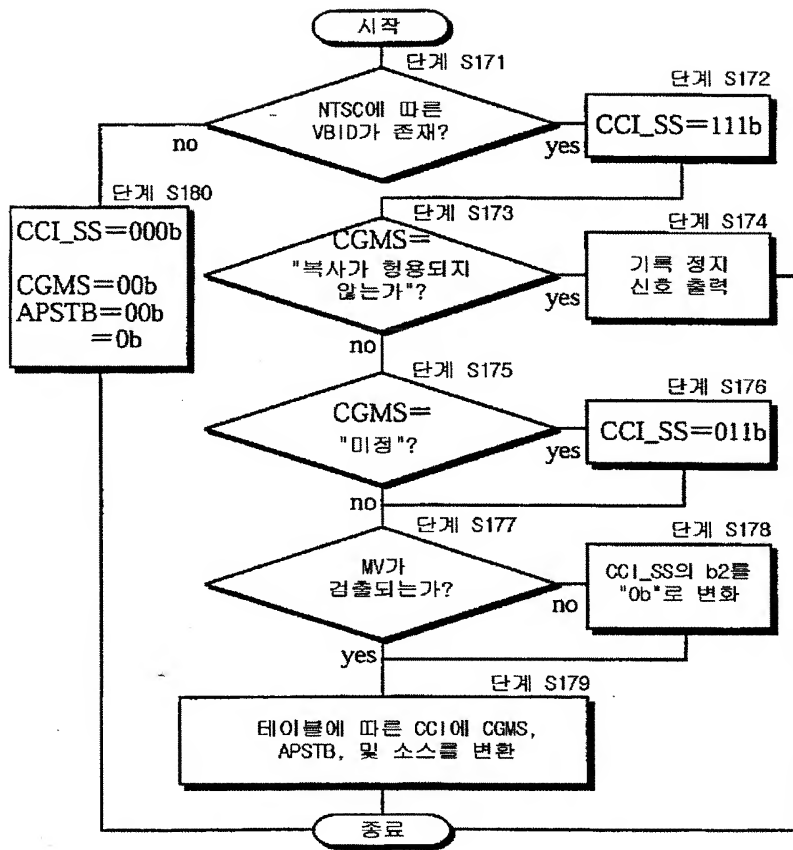 시작
단계 S171
NTSC에 따른
VBID가 존재?
no
yes
단계 S172
CCI_SS=111b
단계 S180
CCI_SS=000b
CGMS=00b
APSTB=00b
=0b
단계 S173
CGMS=
"복사가 형용되지
않는가"?
yes
no
단계 S174
기록 정지
신호 출력
단계 S175
CGMS=
"미정"?
yes
no
단계 S176
CCI_SS=011b
단계 S177
MV가
검출되는가?
no
yes
단계 S178
CCI_SS의 b2를
"0b"로 변화
단계 S179
테이블에 따른 CCI에 CGMS,
APSTB, 및 소스를 변환
종료